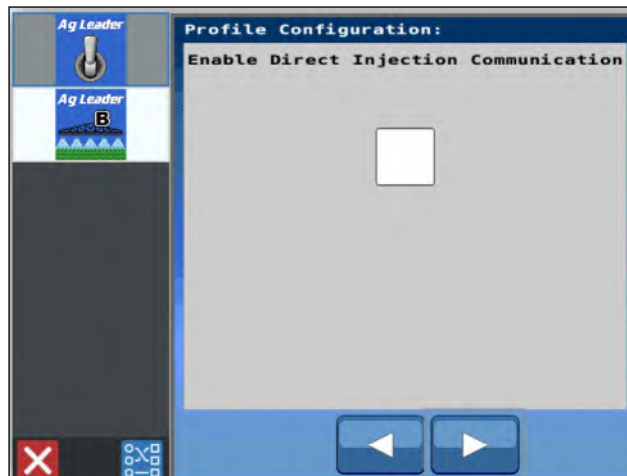 Ag Leader
Profile Configuration:
Enable Direct Injection Communication
Ag Leader
B